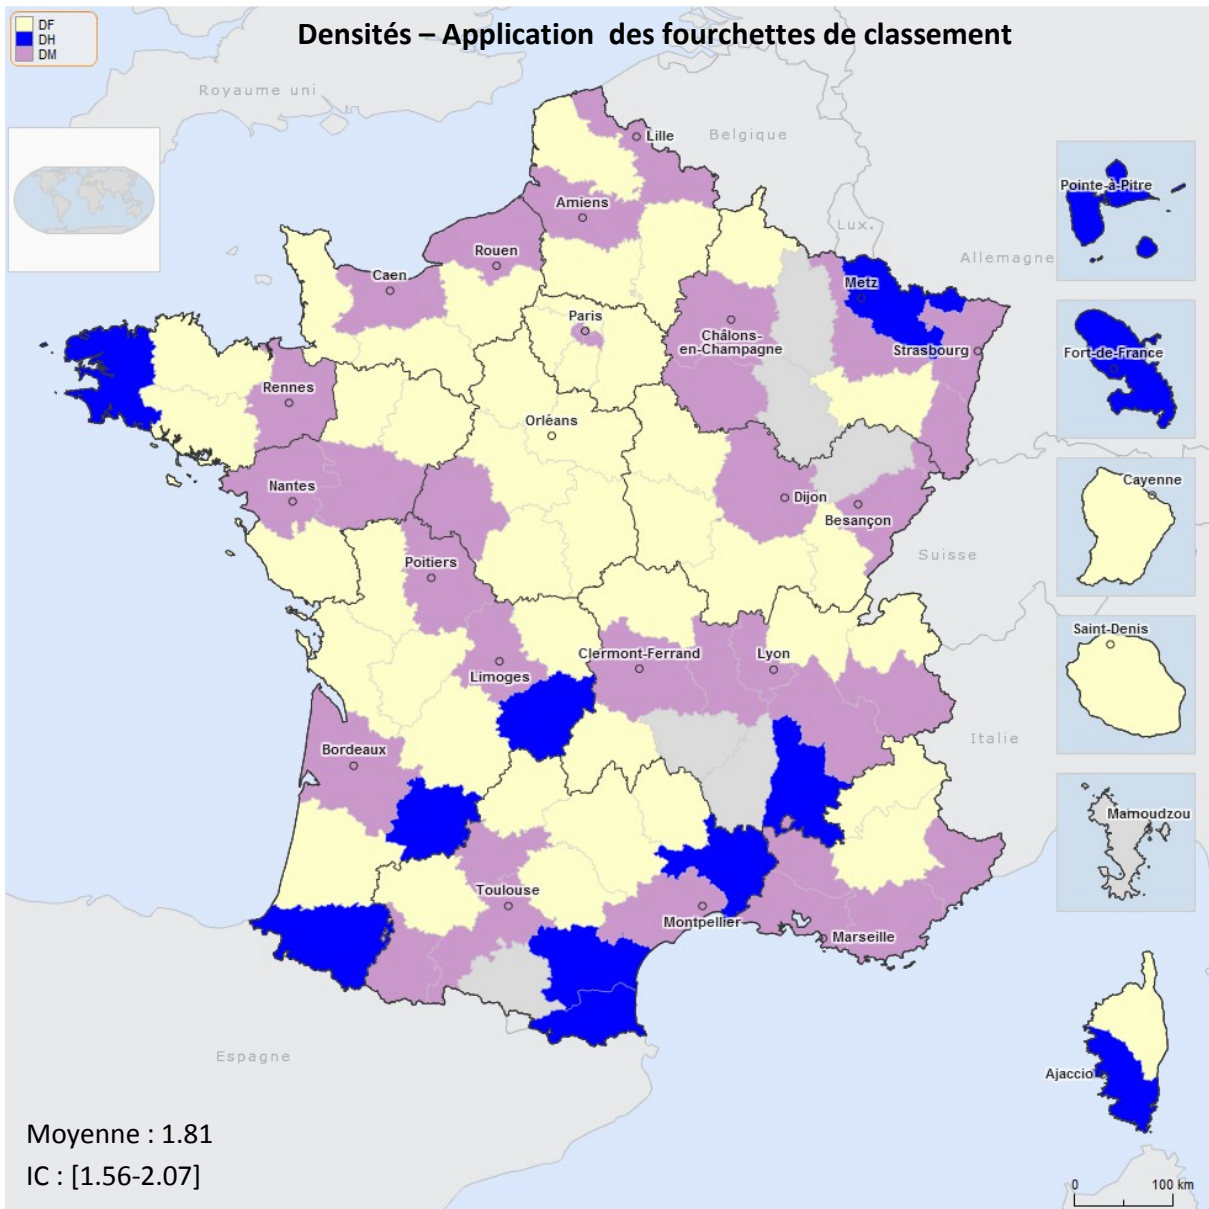 DF
DH
DM
Densités – Application des fourchettes de classement
Royaume uni
Belgique
Lille
Amiens
Lux.
Allemagne
Rouen
Caen
Metz
Paris
Châlons-
en-Champagne
Strasbourg
Rennes
Orléans
Nantes
Dijon
Besançon
Suisse
Poitiers
Clermont-Ferrand
Lyon
Limoges
Italie
Bordeaux
Toulouse
Montpellier
Marseille
Espagne
Pointe-à-Pitre
Fort-de-France
Cayenne
Saint-Denis
Mamoudzou
Ajaccio
Moyenne : 1.81
IC : [1.56-2.07]
0 100 km